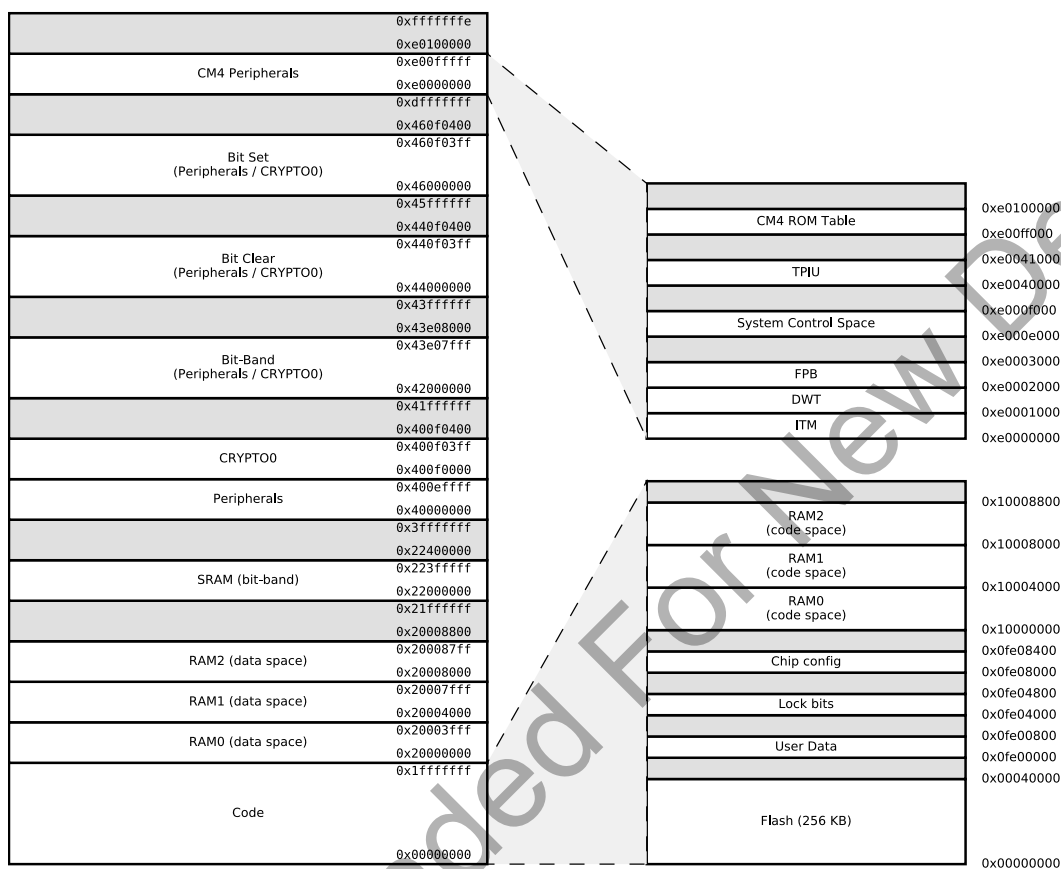 0xfffffffe
0xe0100000
0xe00fffff
CM4 Peripherals
0xe0000000
0xdfffffff
0x460f0400
0x460f03ff
Bit Set
(Peripherals / CRYPTO0)
0x46000000
0x45ffffff
0x440f0400
0x440f03ff
Bit Clear
(Peripherals / CRYPTO0)
0x44000000
0x43ffffff
0x43e08000
0x43e07fff
Bit-Band
(Peripherals / CRYPTO0)
0x42000000
0x41ffffff
0x400f0400
0x400f03ff
CRYPTO0
0x400f0000
0x400effff
Peripherals
0x40000000
0x3fffffff
0x22400000
0x223fffff
SRAM (bit-band)
0x22000000
0x21ffffff
0x20008800
0x200087ff
RAM2 (data space)
0x20008000
0x20007fff
RAM1 (data space)
0x20004000
0x20003fff
RAM0 (data space)
0x20000000
0x1fffffff
Code
0x00000000
0xe0100000
CM4 ROM Table
0xe00ff000
0xe0041000
TPIU
0xe0040000
0xe000f000
System Control Space
0xe000e000
0xe0003000
FPB
0xe0002000
DWT
0xe0001000
ITM
0xe0000000
0x10008800
RAM2
(code space)
0x10008000
RAM1
(code space)
0x10004000
RAM0
(code space)
0x10000000
0x0fe08400
Chip config
0x0fe08000
0x0fe04800
Lock bits
0x0fe04000
0x0fe00800
User Data
0x0fe00000
0x00040000
Flash (256 KB)
0x00000000
For New